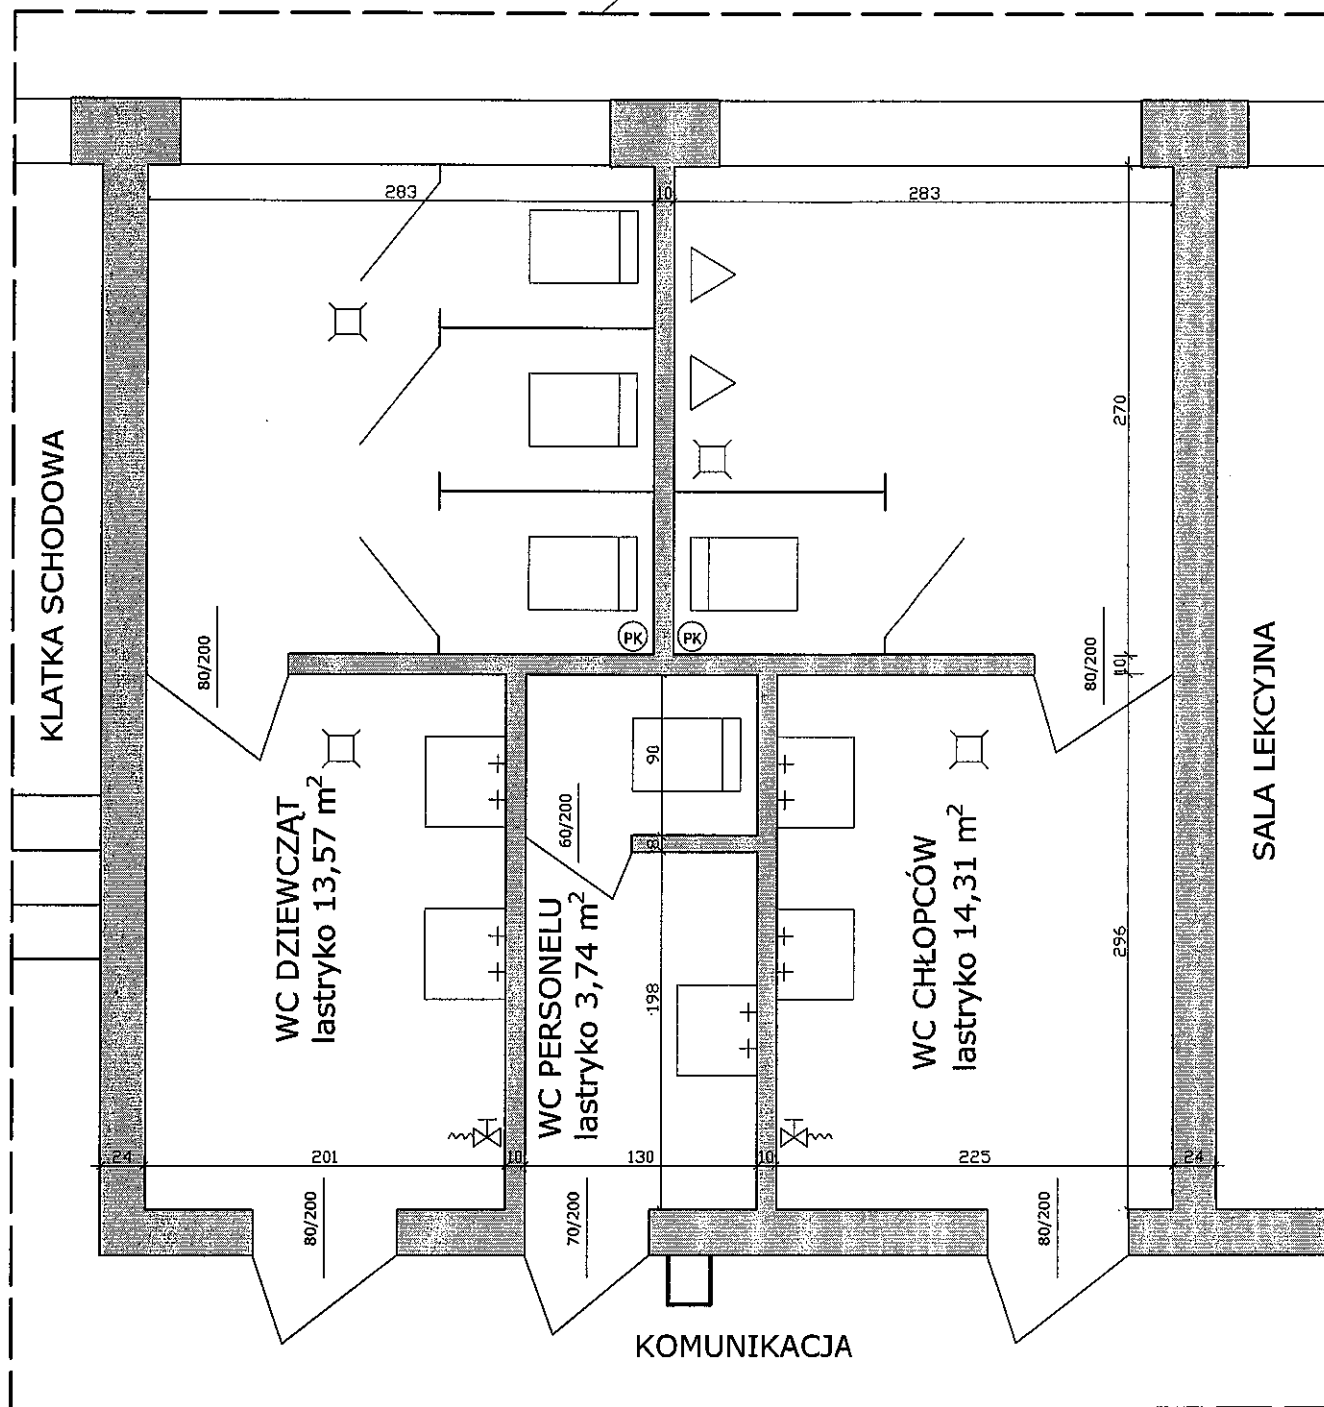 283
10
283
270
KLATKA SCHODOWA
PK
PK
80/200
80/200
10
SALA LEKCYJNA
90
60/200
8
WC DZIEWCZĄT
lastryko 13,57 m²
WC PERSONELU
lastryko 3,74 m²
WC CHŁOPCÓW
lastryko 14,31 m²
296
198
24
201
10
130
10
225
24
80/200
70/200
80/200
KOMUNIKACJA